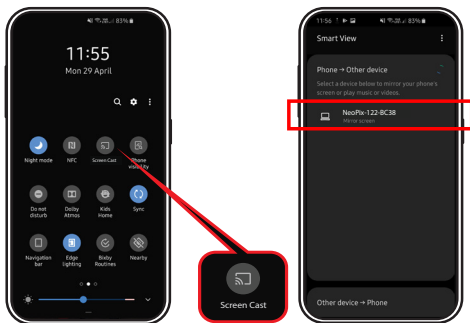 83%
11:55
Mon 29 April
Night mode
NFC
Screen Cast
Phone
visibility
Do not
disturb
Dolby
Atmos
Kids
Home
Sync
Navigation
bar
Edge
lighting
Bixby
Routines
Nearby
Screen Cast
11:56
83%
Smart View
Phone → Other device
Select a device below to mirror your phone's
screen or play music or videos.
NeoPix-122-BC38
Mirror screen
Other device → Phone